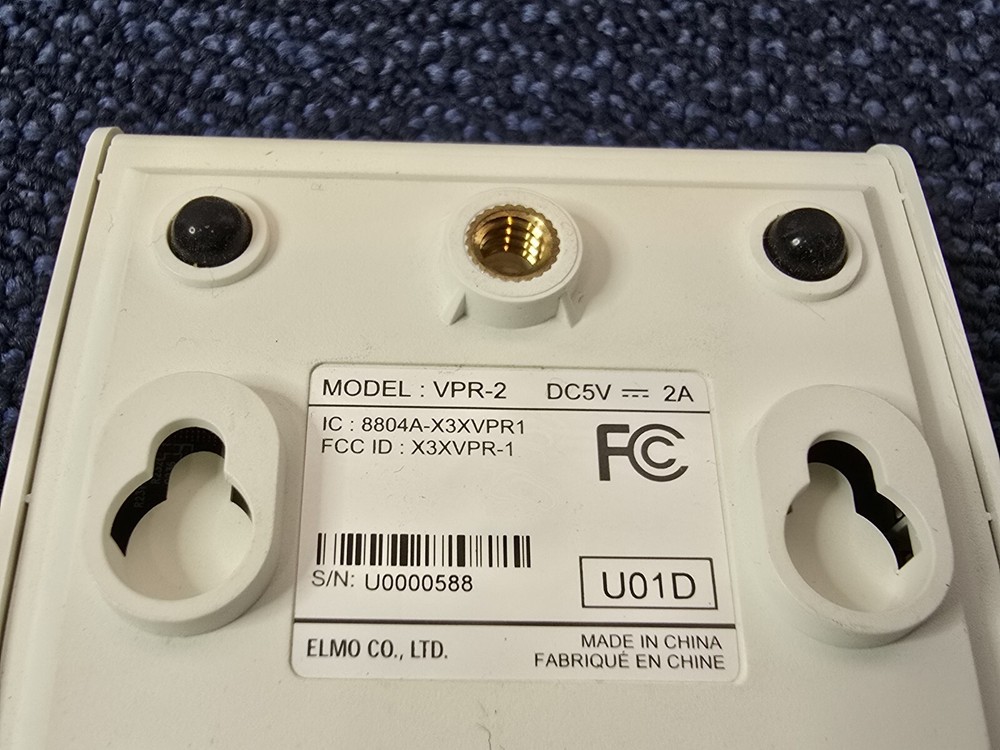 MODEL : VPR-2 DC5V ⎓ 2A
IC : 8804A-X3XVPR1
FCC ID : X3XVPR-1
FC
S/N: U0000588
U01D
ELMO CO., LTD.
MADE IN CHINA
FABRIQUÉ EN CHINE